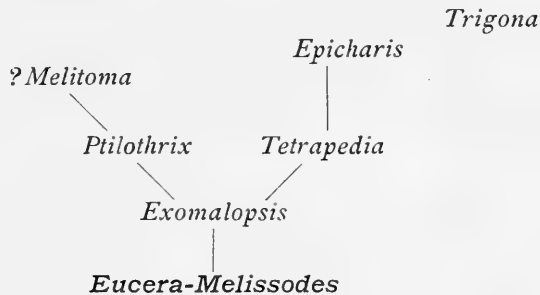 Trigona
Epicharis
?Melitoma
Ptilothrix Tetrapedia
Exomalopsis
Eucera-Melissodes